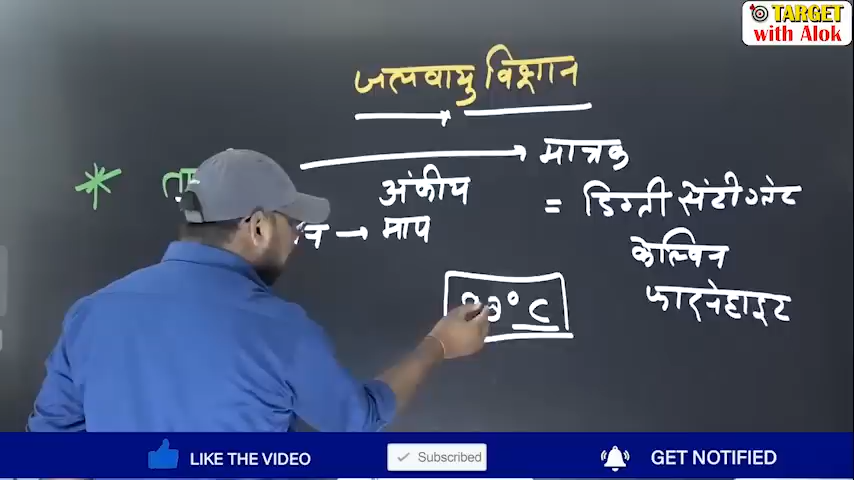 TARGET
with Alok
जलवायु विज्ञान
मात्रक
अंकीय
माप
= डिग्री सेंटीग्रेट
केल्विन
फारेनहाइट
° C
LIKE THE VIDEO
Subscribed
GET NOTIFIED